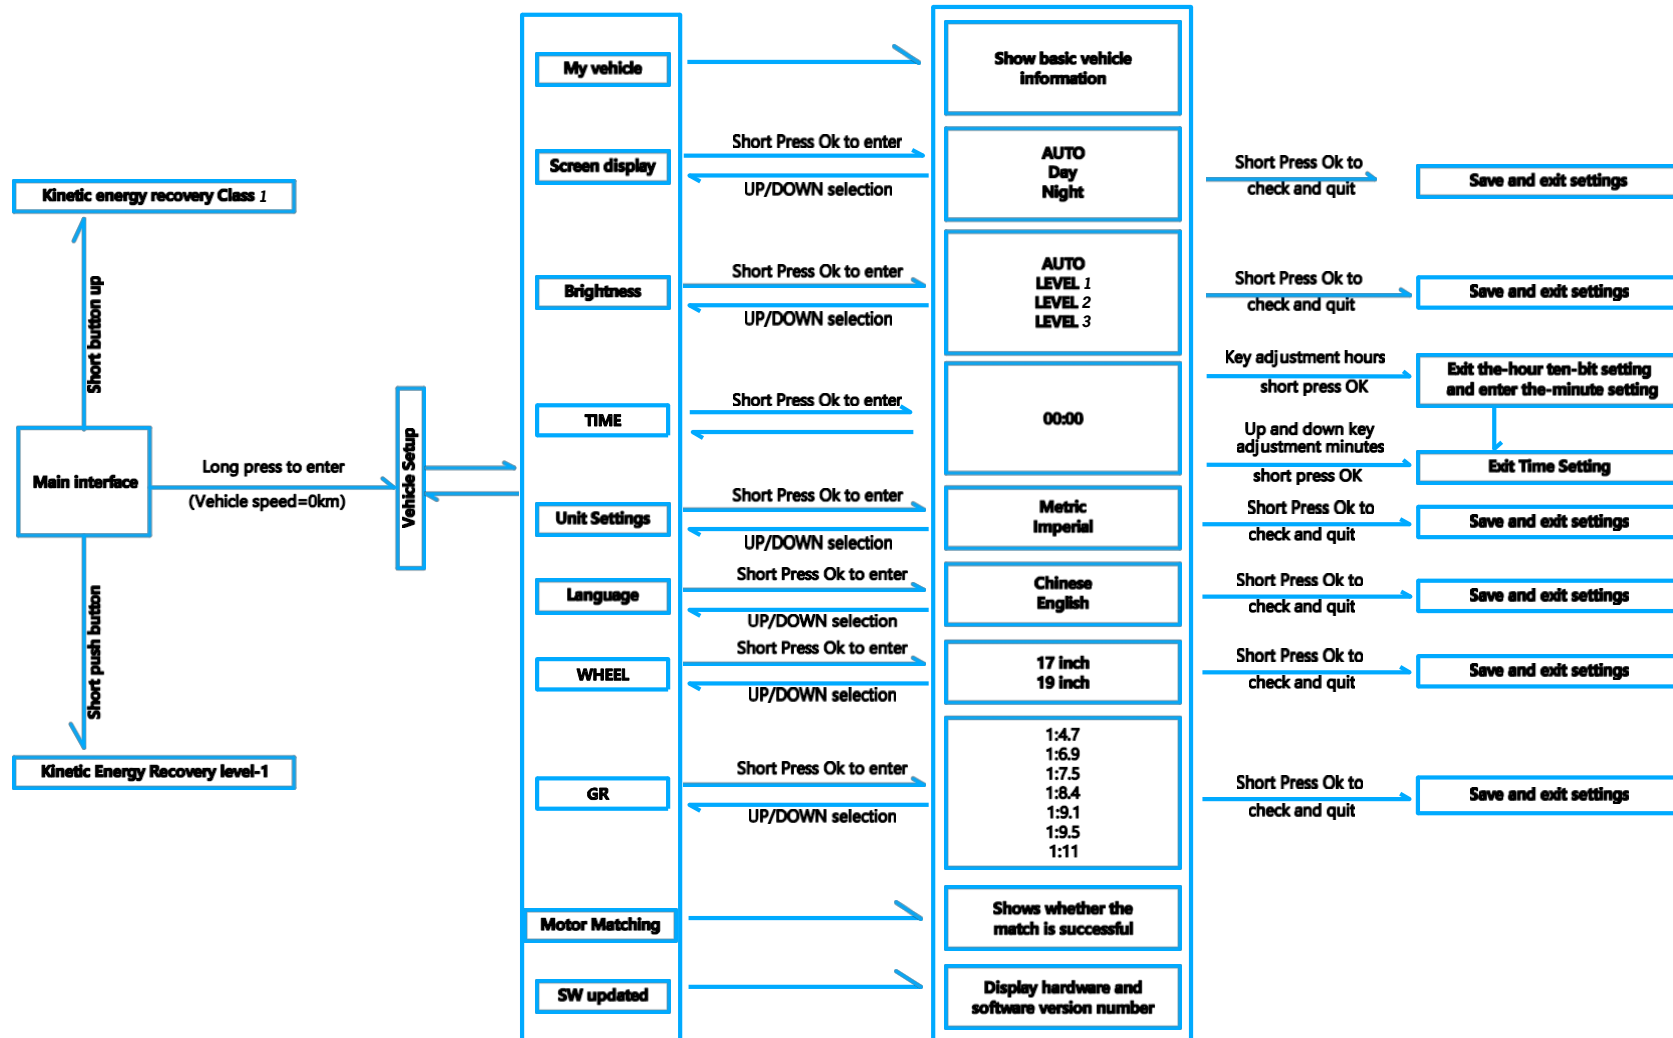 Kinetic energy recovery Class 1
Short button up
Main interface
Short push button
Kinetic Energy Recovery level-1
Long press to enter
(Vehicle speed=0km)
Vehicle Setup
My vehicle
Show basic vehicle
information
Screen display
Short Press Ok to enter
UP/DOWN selection
AUTO
Day
Night
Short Press Ok to
check and quit
Save and exit settings
Brightness
Short Press Ok to enter
UP/DOWN selection
AUTO
LEVEL 1
LEVEL 2
LEVEL 3
Short Press Ok to
check and quit
Save and exit settings
TIME
Short Press Ok to enter
00:00
Key adjustment hours
short press OK
Exit the-hour ten-bit setting
and enter the-minute setting
Up and down key
adjustment minutes
short press OK
Exit Time Setting
Unit Settings
Short Press Ok to enter
UP/DOWN selection
Metric
Imperial
Short Press Ok to
check and quit
Save and exit settings
Language
Short Press Ok to enter
UP/DOWN selection
Chinese
English
Short Press Ok to
check and quit
Save and exit settings
WHEEL
Short Press Ok to enter
UP/DOWN selection
17 inch
19 inch
Short Press Ok to
check and quit
Save and exit settings
GR
Short Press Ok to enter
UP/DOWN selection
1:4.7
1:6.9
1:7.5
1:8.4
1:9.1
1:9.5
1:11
Short Press Ok to
check and quit
Save and exit settings
Motor Matching
Shows whether the
match is successful
SW updated
Display hardware and
software version number